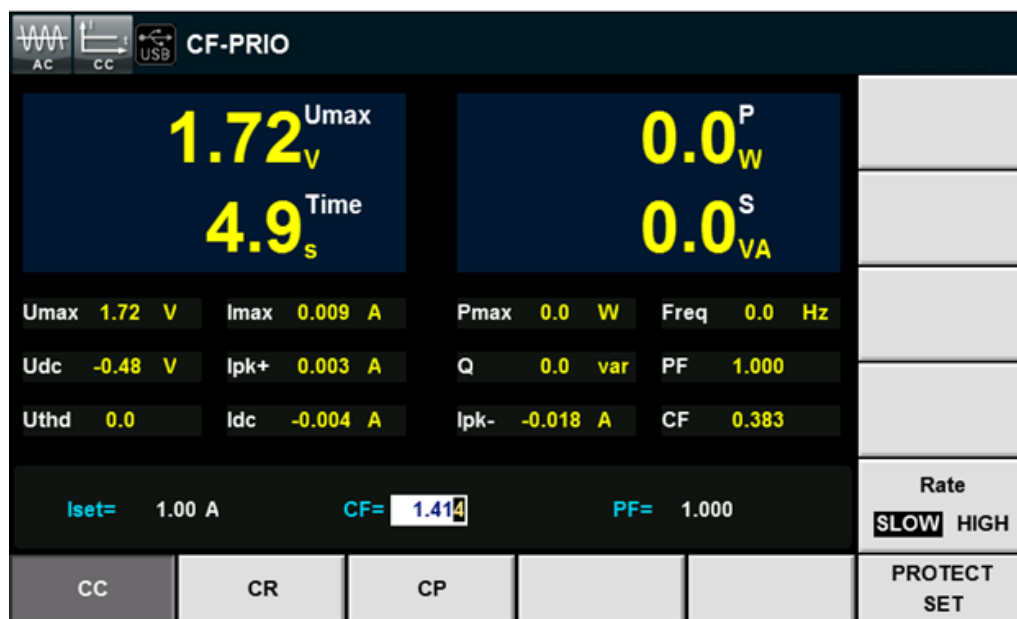 AC CC USB CF-PRIO
1.72 Umax V
0.0 P W
4.9 Time s
0.0 S VA
Umax 1.72 V Imax 0.009 A Pmax 0.0 W Freq 0.0 Hz
Udc -0.48 V Ipk+ 0.003 A Q 0.0 var PF 1.000
Uthd 0.0 Idc -0.004 A Ipk- -0.018 A CF 0.383
Iset= 1.00 A CF= 1.414 PF= 1.000
Rate
SLOW HIGH
CC CR CP
PROTECT
SET